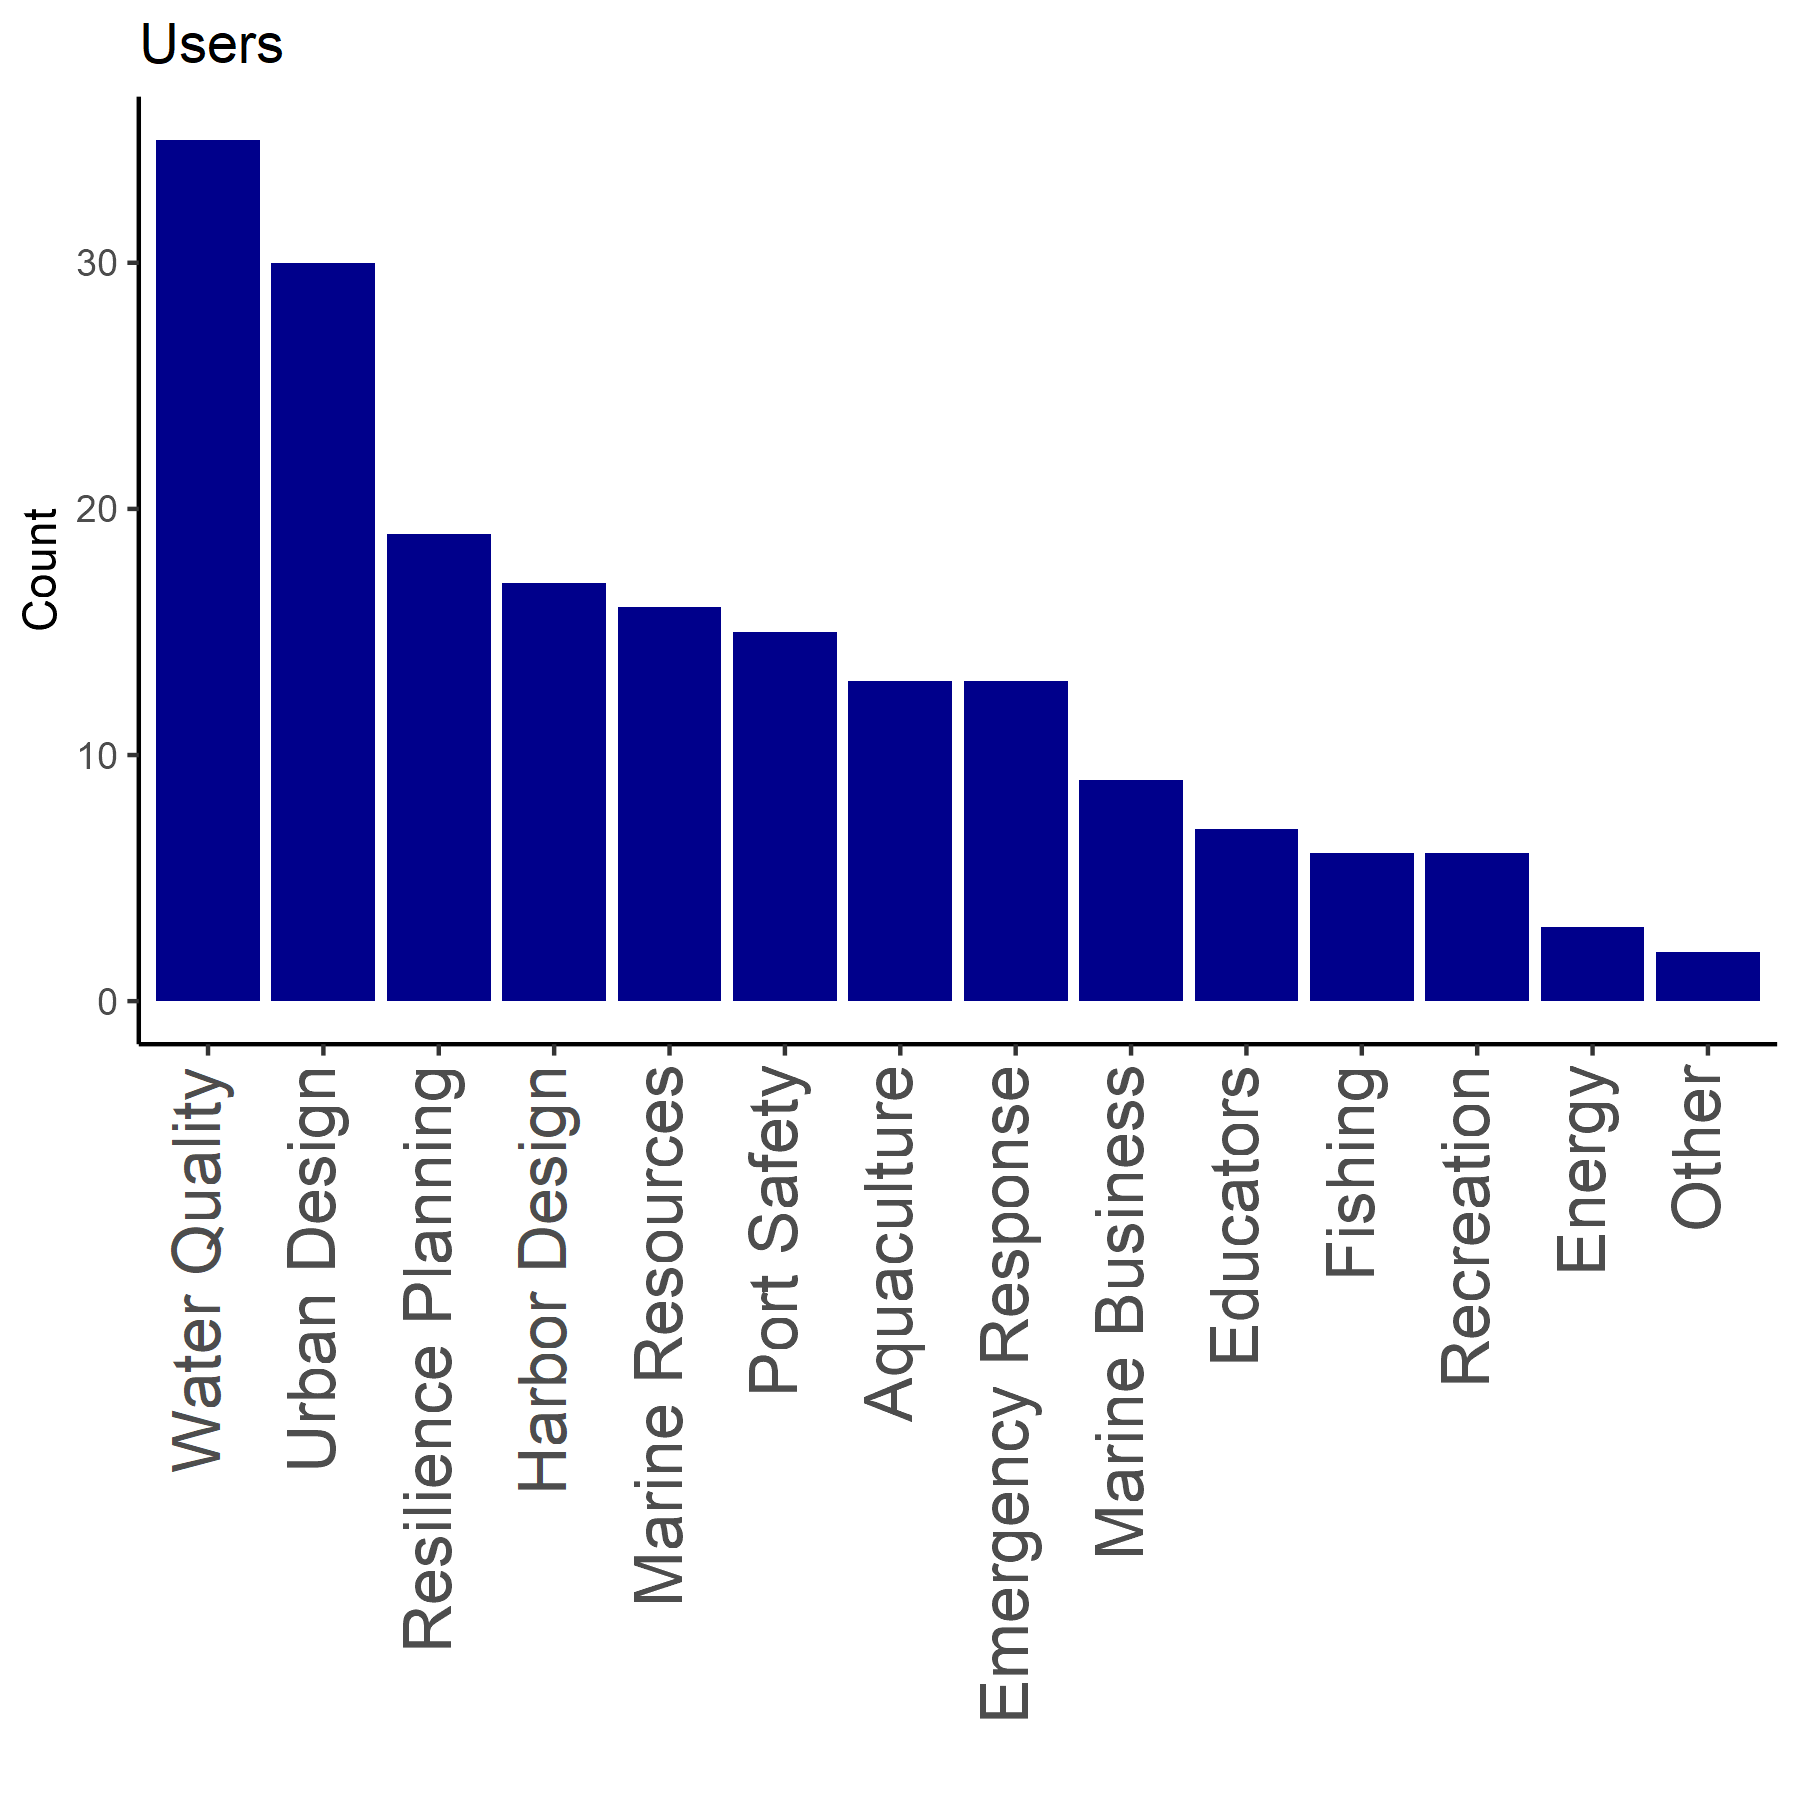 Users
Count
30
20
10
0
Water Quality
Urban Design
Resilience Planning
Harbor Design
Marine Resources
Port Safety
Aquaculture
Emergency Response
Marine Business
Educators
Fishing
Recreation
Energy
Other